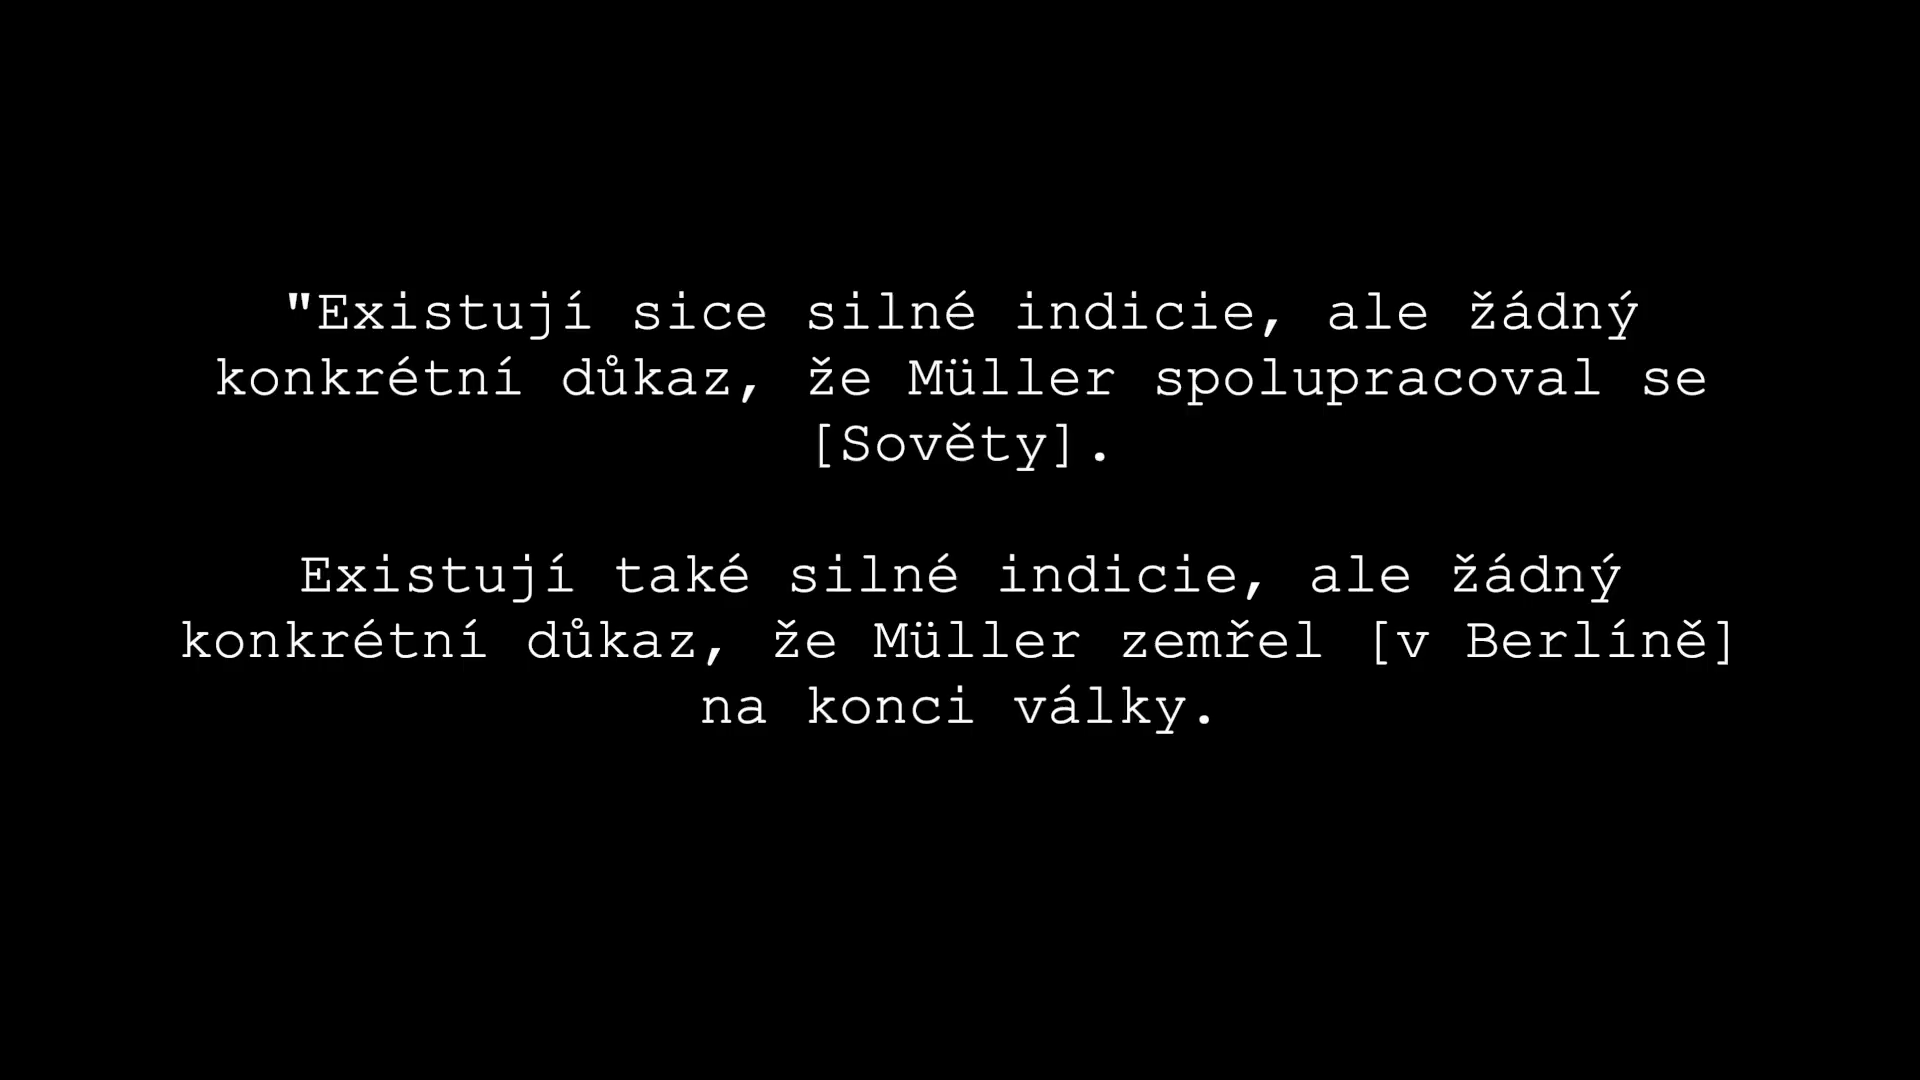 "Existují sice silné indicie, ale žádný
konkrétní důkaz, že Müller spolupracoval se
[Sověty].
Existují také silné indicie, ale žádný
konkrétní důkaz, že Müller zemřel [v Berlíně]
na konci války.